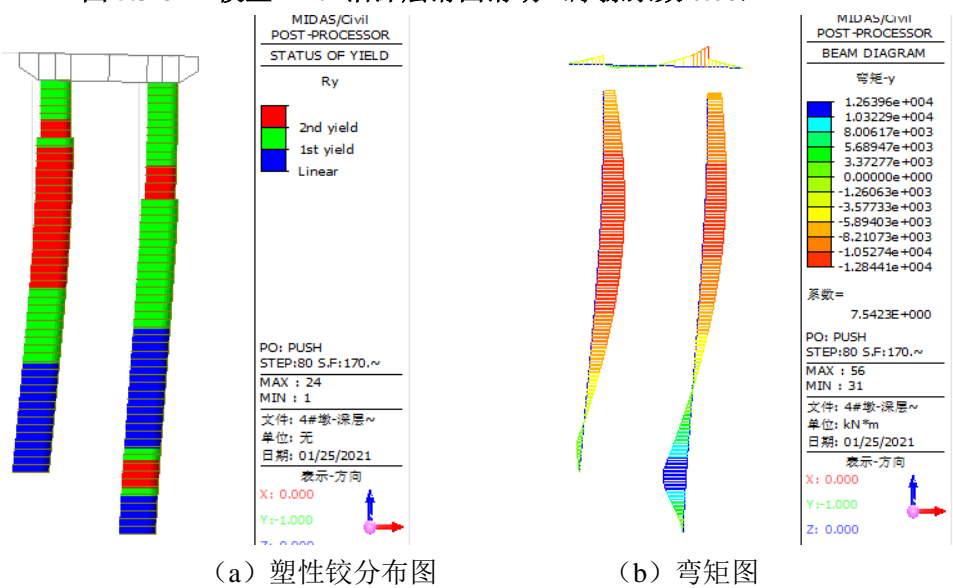 MIDAS/Civil
POST-PROCESSOR
STATUS OF YIELD
Ry
2nd yield
1st yield
Linear
PO: PUSH
STEP:80 S.F:170.~
MAX : 24
MIN : 1
文件: 4#墩-深层~
单位: 无
日期: 01/25/2021
表示-方向
X: 0.000
Y:-1.000
Z: 0.000
MIDAS/Civil
POST-PROCESSOR
BEAM DIAGRAM
弯矩-y
1.26396e+004
1.03229e+004
8.00617e+003
5.68947e+003
3.37277e+003
0.00000e+000
-1.26063e+003
-3.57733e+003
-5.89403e+003
-8.21073e+003
-1.05274e+004
-1.28441e+004
系数=
7.5423E+000
PO: PUSH
STEP:80 S.F:170.~
MAX : 56
MIN : 31
文件: 4#墩-深层~
单位: kN*m
日期: 01/25/2021
表示-方向
X: 0.000
Y:-1.000
Z: 0.000
(a)塑性铰分布图
(b)弯矩图